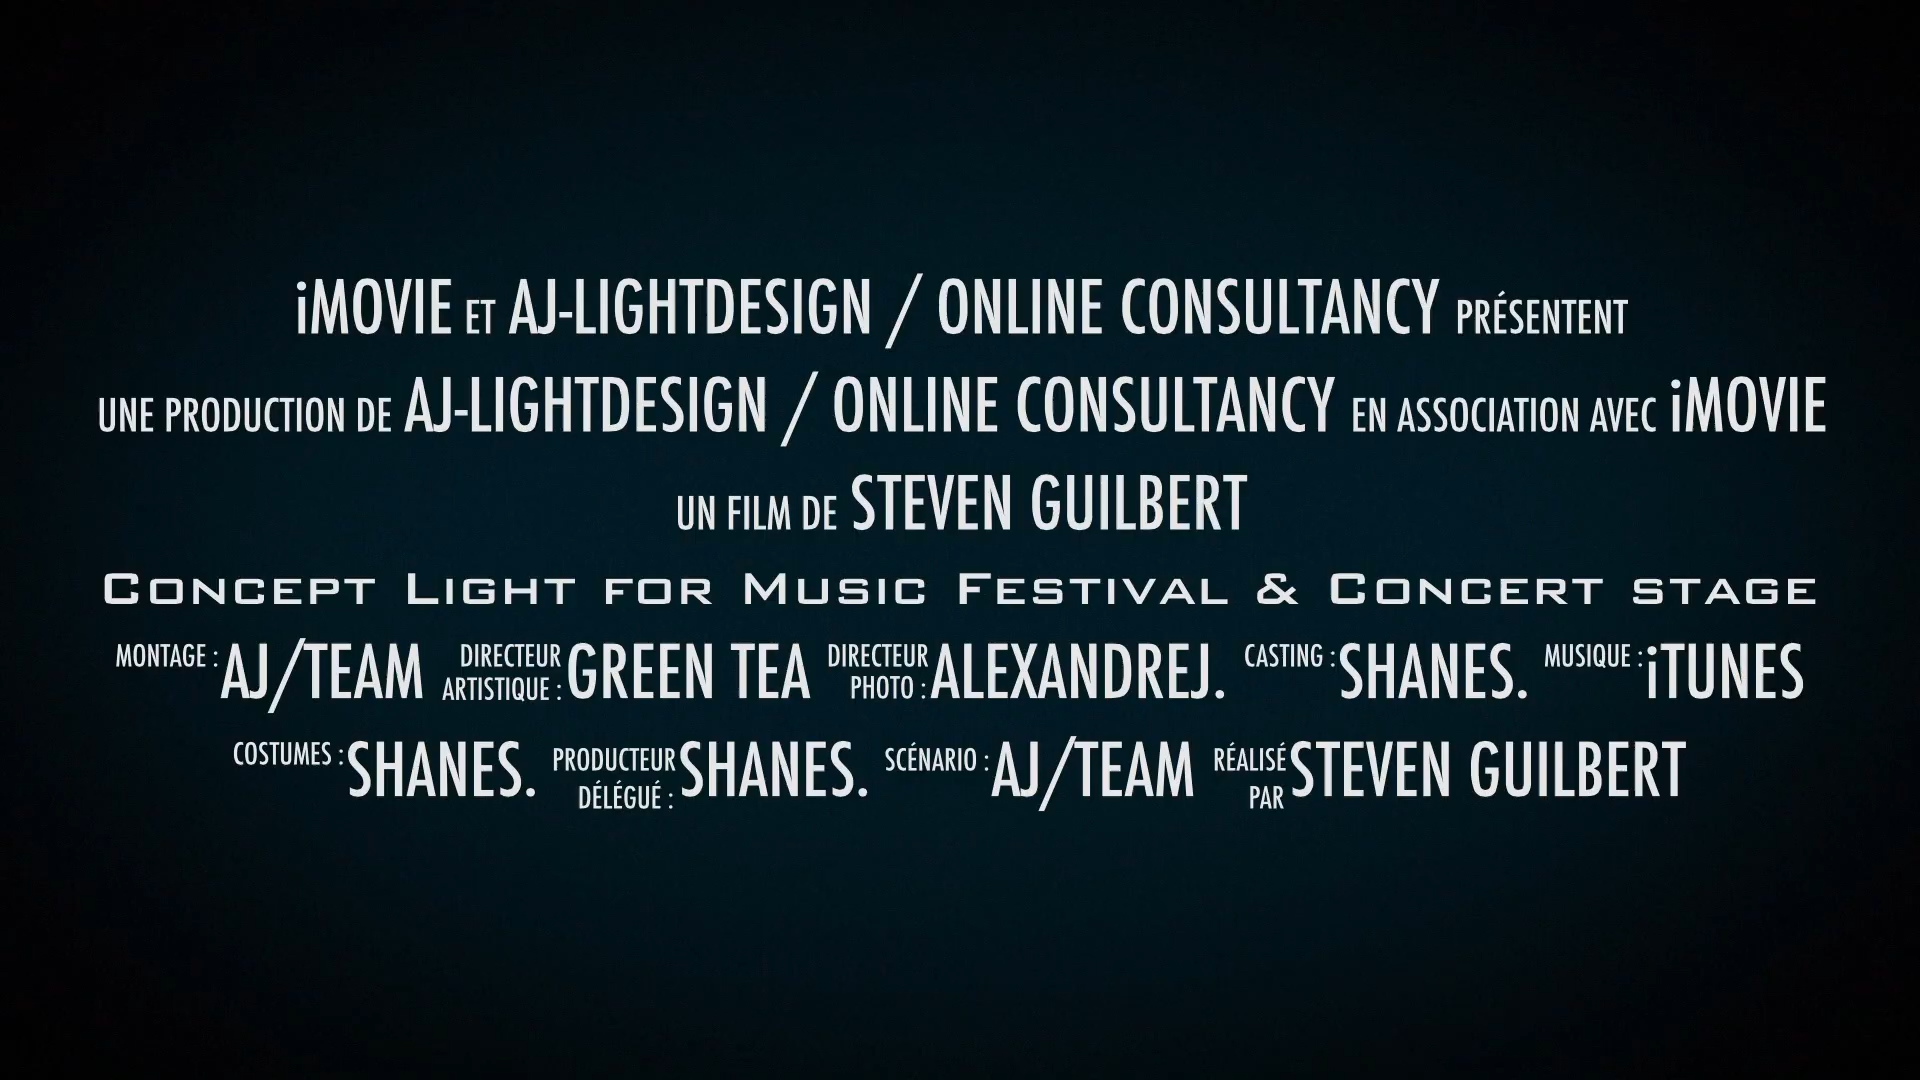 iMOVIE ET AJ-LIGHTDESIGN / ONLINE CONSULTANCY PRÉSENTENT
UNE PRODUCTION DE AJ-LIGHTDESIGN / ONLINE CONSULTANCY EN ASSOCIATION AVEC iMOVIE
UN FILM DE STEVEN GUILBERT
CONCEPT LIGHT FOR MUSIC FESTIVAL & CONCERT STAGE
MONTAGE : AJ/TEAM DIRECTEUR ARTISTIQUE : GREEN TEA DIRECTEUR PHOTO : ALEXANDREJ. CASTING : SHANES. MUSIQUE : iTUNES
COSTUMES : SHANES. PRODUCTEUR DÉLÉGUÉ : SHANES. SCÉNARIO : AJ/TEAM RÉALISÉ PAR STEVEN GUILBERT